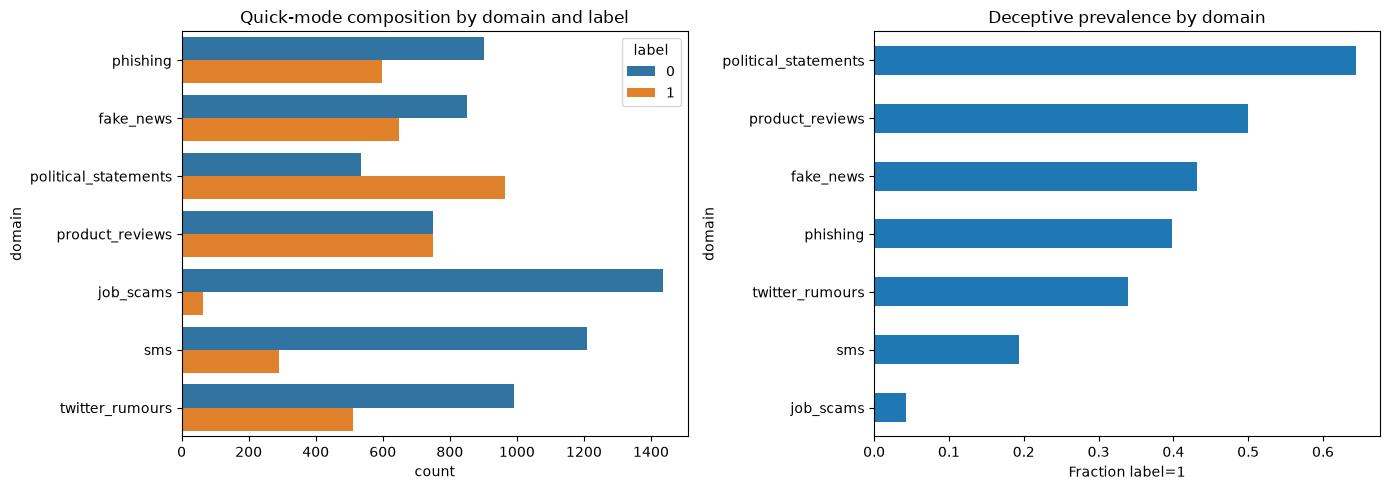 Quick-mode composition by domain and label
domain
phishing
fake_news
political_statements
product_reviews
job_scams
sms
twitter_rumours
label
0
1
0 200 400 600 800 1000 1200 1400
count
Deceptive prevalence by domain
domain
political_statements
product_reviews
fake_news
phishing
twitter_rumours
sms
job_scams
0.0 0.1 0.2 0.3 0.4 0.5 0.6
Fraction label=1